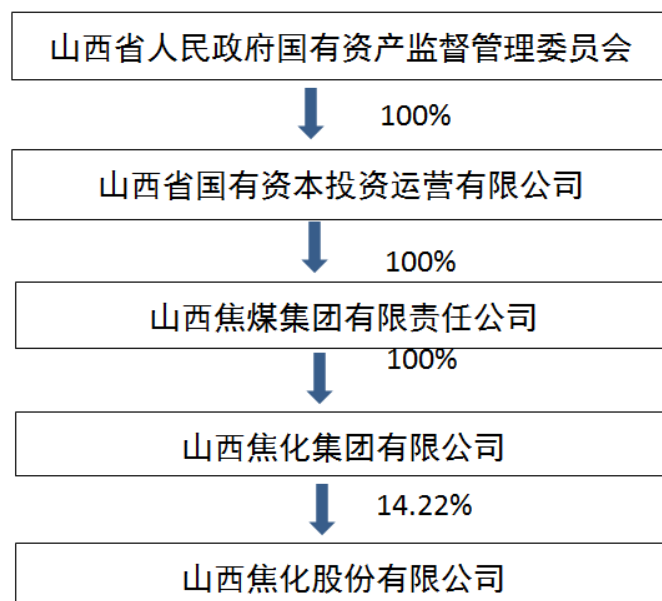 山西省人民政府国有资产监督管理委员会
100%
山西省国有资本投资运营有限公司
100%
山西焦煤集团有限责任公司
100%
山西焦化集团有限公司
14.22%
山西焦化股份有限公司